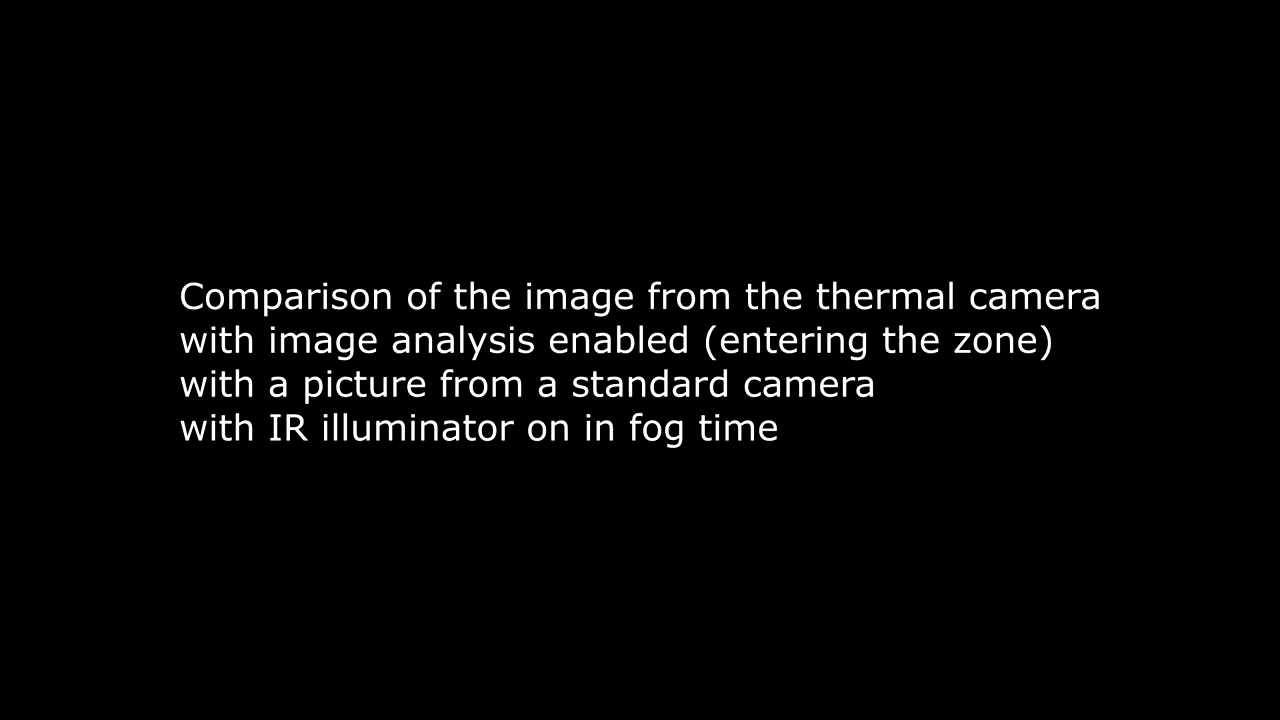 Comparison of the image from the thermal camera
with image analysis enabled (entering the zone)
with a picture from a standard camera
with IR illuminator on in fog time